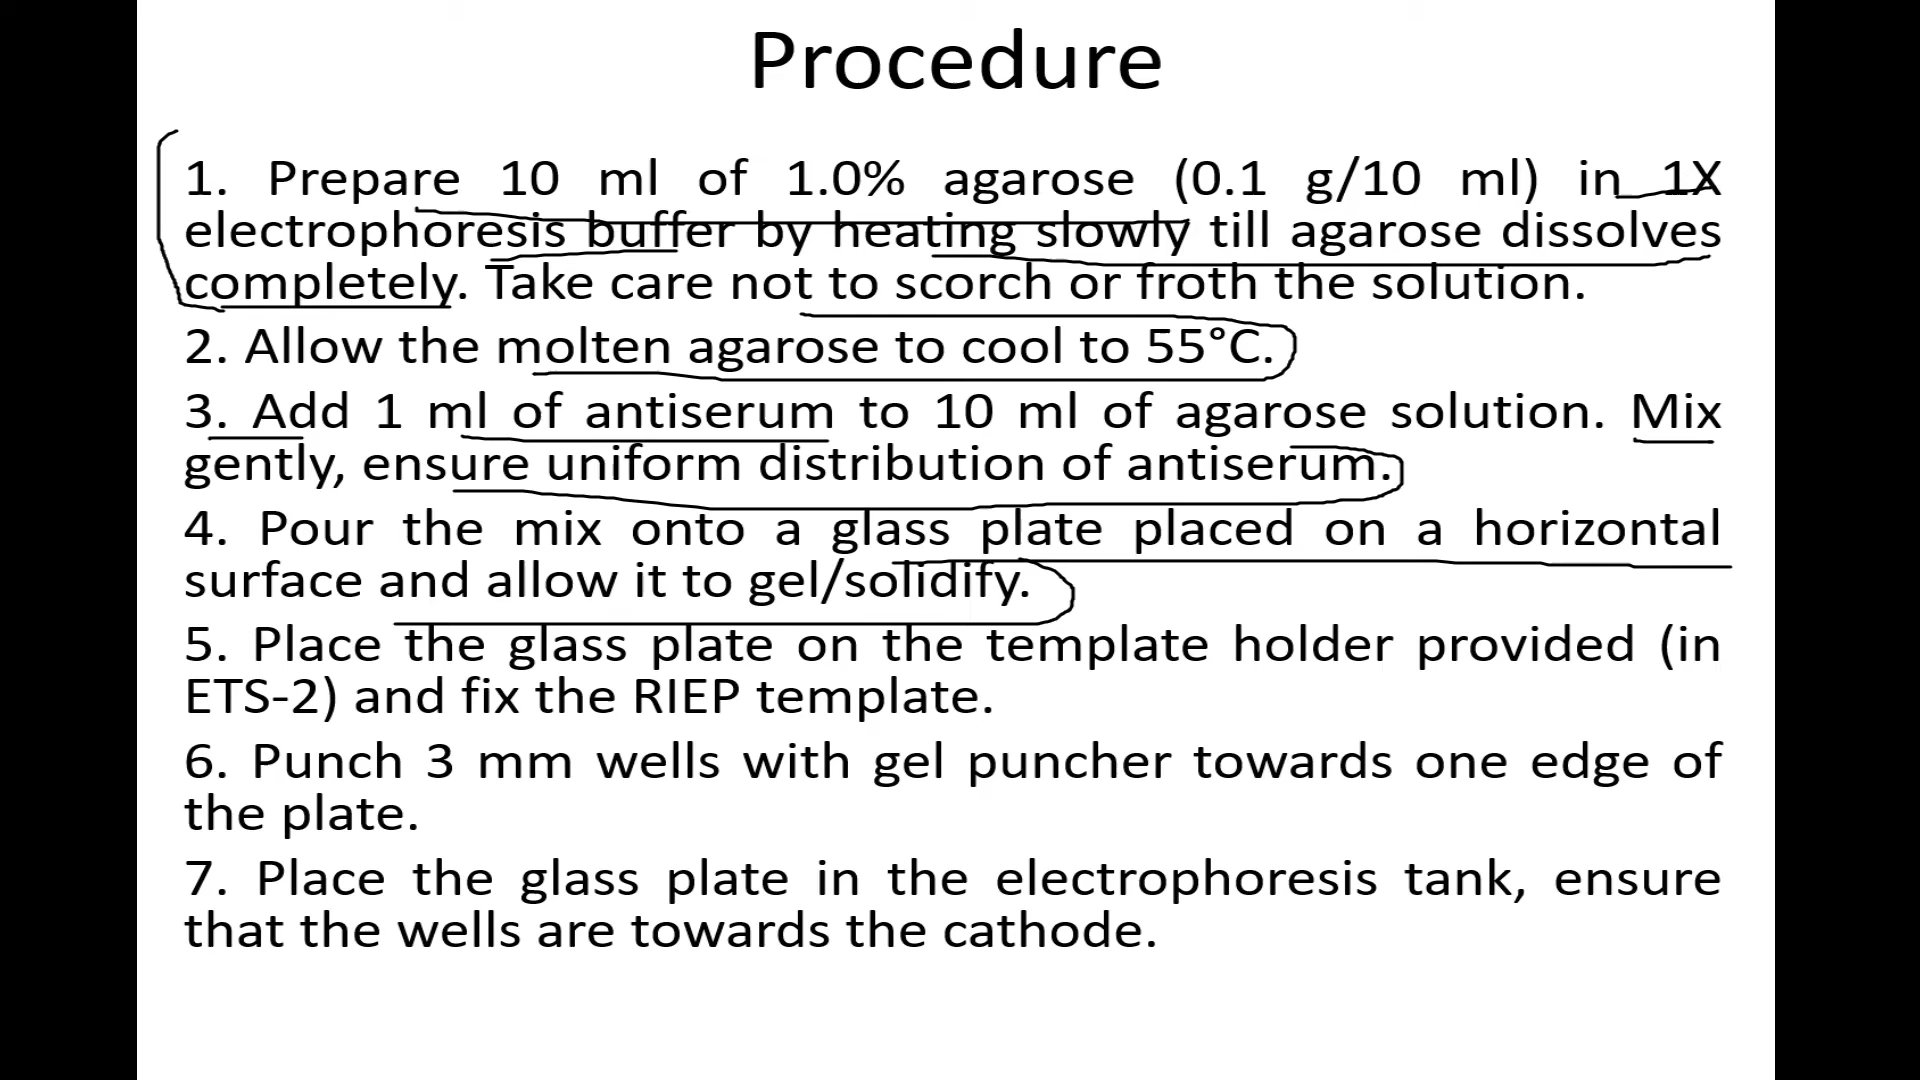 Procedure
1. Prepare 10 ml of 1.0% agarose (0.1 g/10 ml) in 1X
electrophoresis buffer by heating slowly till agarose dissolves
completely. Take care not to scorch or froth the solution.
2. Allow the molten agarose to cool to 55°C.
3. Add 1 ml of antiserum to 10 ml of agarose solution. Mix
gently, ensure uniform distribution of antiserum.
4. Pour the mix onto a glass plate placed on a horizontal
surface and allow it to gel/solidify.
5. Place the glass plate on the template holder provided (in
ETS-2) and fix the RIEP template.
6. Punch 3 mm wells with gel puncher towards one edge of
the plate.
7. Place the glass plate in the electrophoresis tank, ensure
that the wells are towards the cathode.